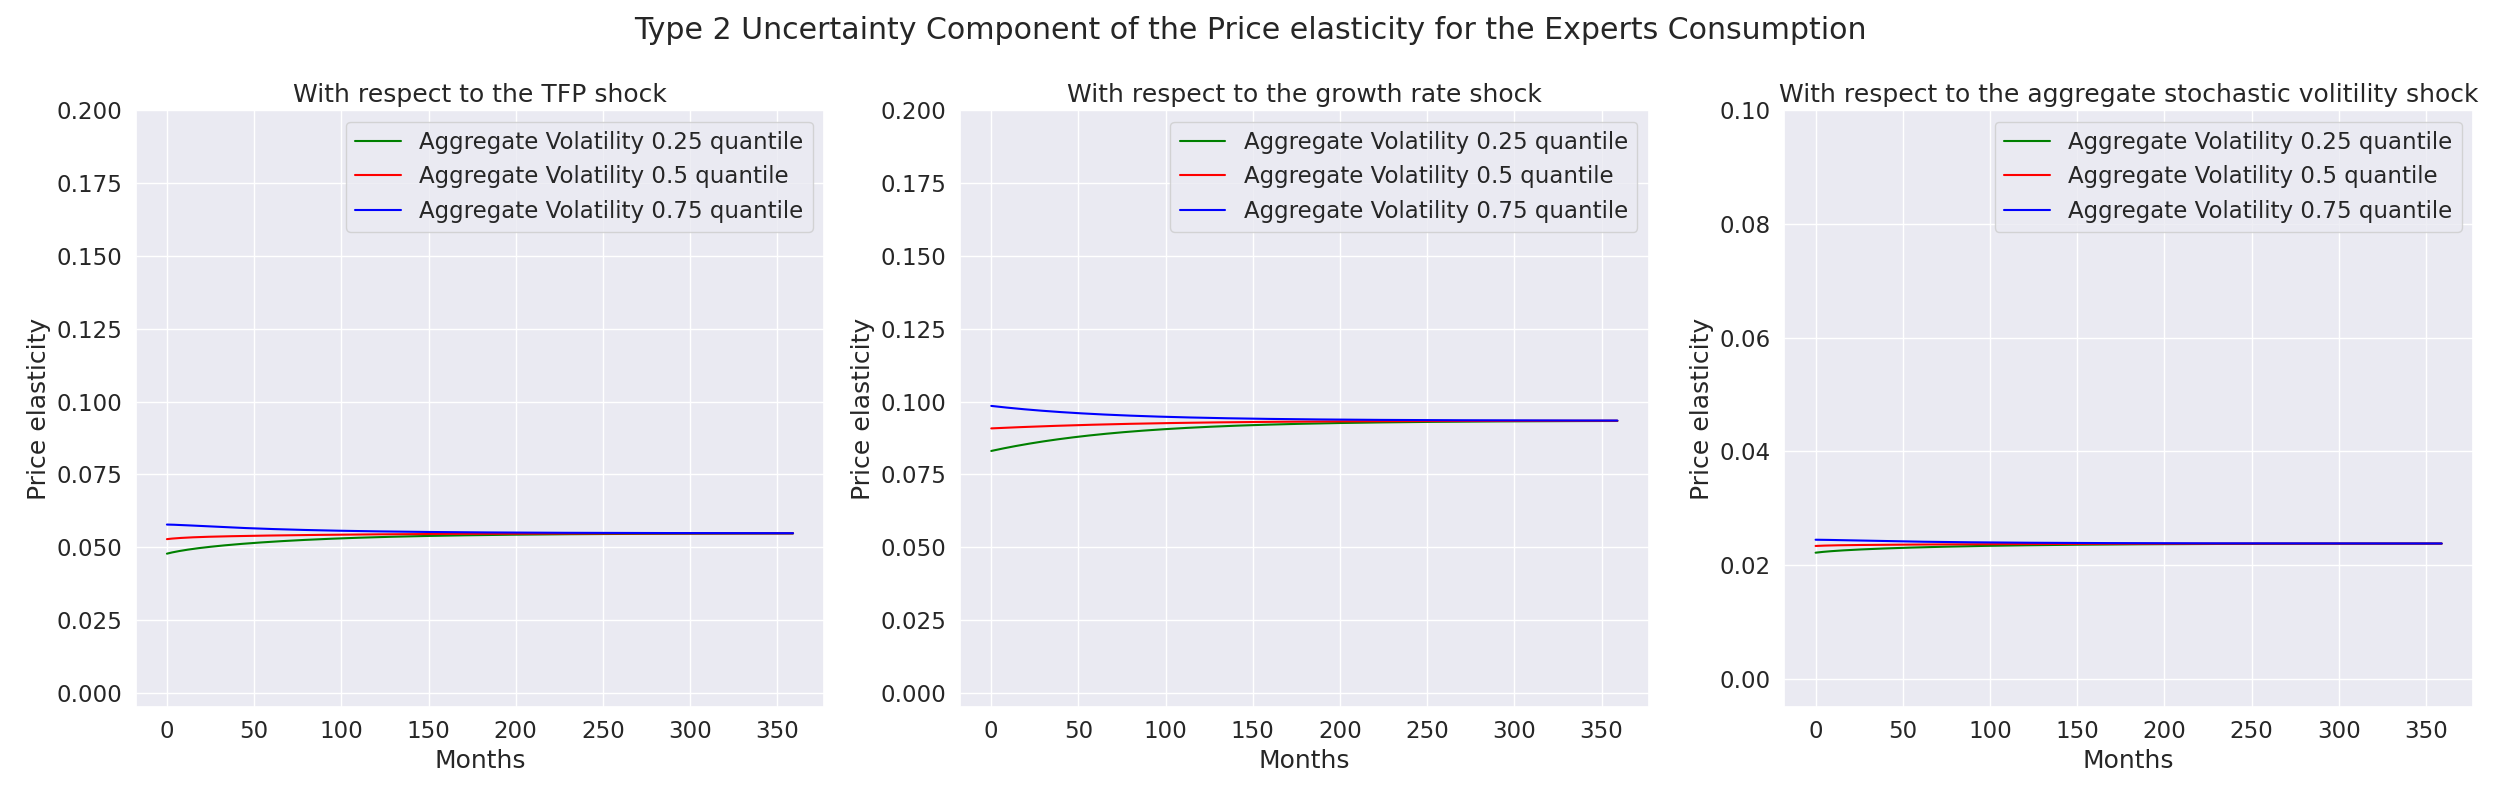 Type 2 Uncertainty Component of the Price elasticity for the Experts Consumption
With respect to the TFP shock
0.200
0.175
0.150
0.125
0.100
0.075
0.050
0.025
0.000
Price elasticity
Aggregate Volatility 0.25 quantile
Aggregate Volatility 0.5 quantile
Aggregate Volatility 0.75 quantile
0 50 100 150 200 250 300 350
Months
With respect to the growth rate shock
0.200
0.175
0.150
0.125
0.100
0.075
0.050
0.025
0.000
Price elasticity
Aggregate Volatility 0.25 quantile
Aggregate Volatility 0.5 quantile
Aggregate Volatility 0.75 quantile
0 50 100 150 200 250 300 350
Months
With respect to the aggregate stochastic volitility shock
0.10
0.08
0.06
0.04
0.02
0.00
Price elasticity
Aggregate Volatility 0.25 quantile
Aggregate Volatility 0.5 quantile
Aggregate Volatility 0.75 quantile
0 50 100 150 200 250 300 350
Months